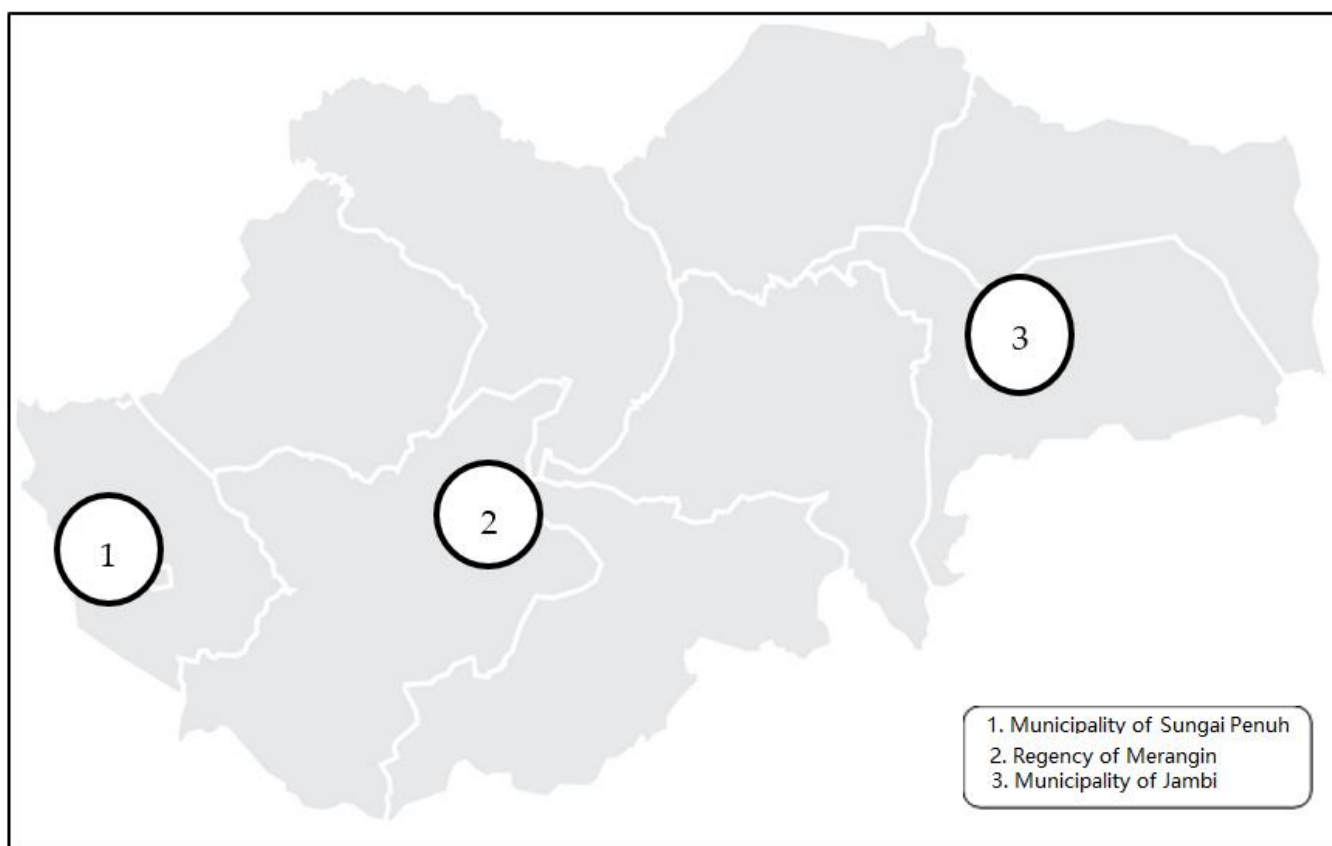 3
2
1
1. Municipality of Sungai Penuh
2. Regency of Merangin
3. Municipality of Jambi